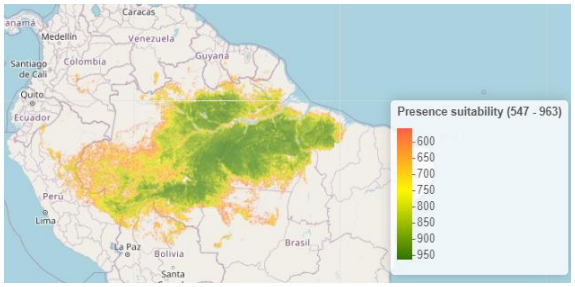 Caracas
anamá
Medellín
Venezuela
Guyana
Santiago
de Cali
Colombia
Quito
Ecuador
Perú
Lima
La Paz
Bolivia
Santa
Brasil
Presence suitability (547 - 963)
600
650
700
750
800
850
900
950